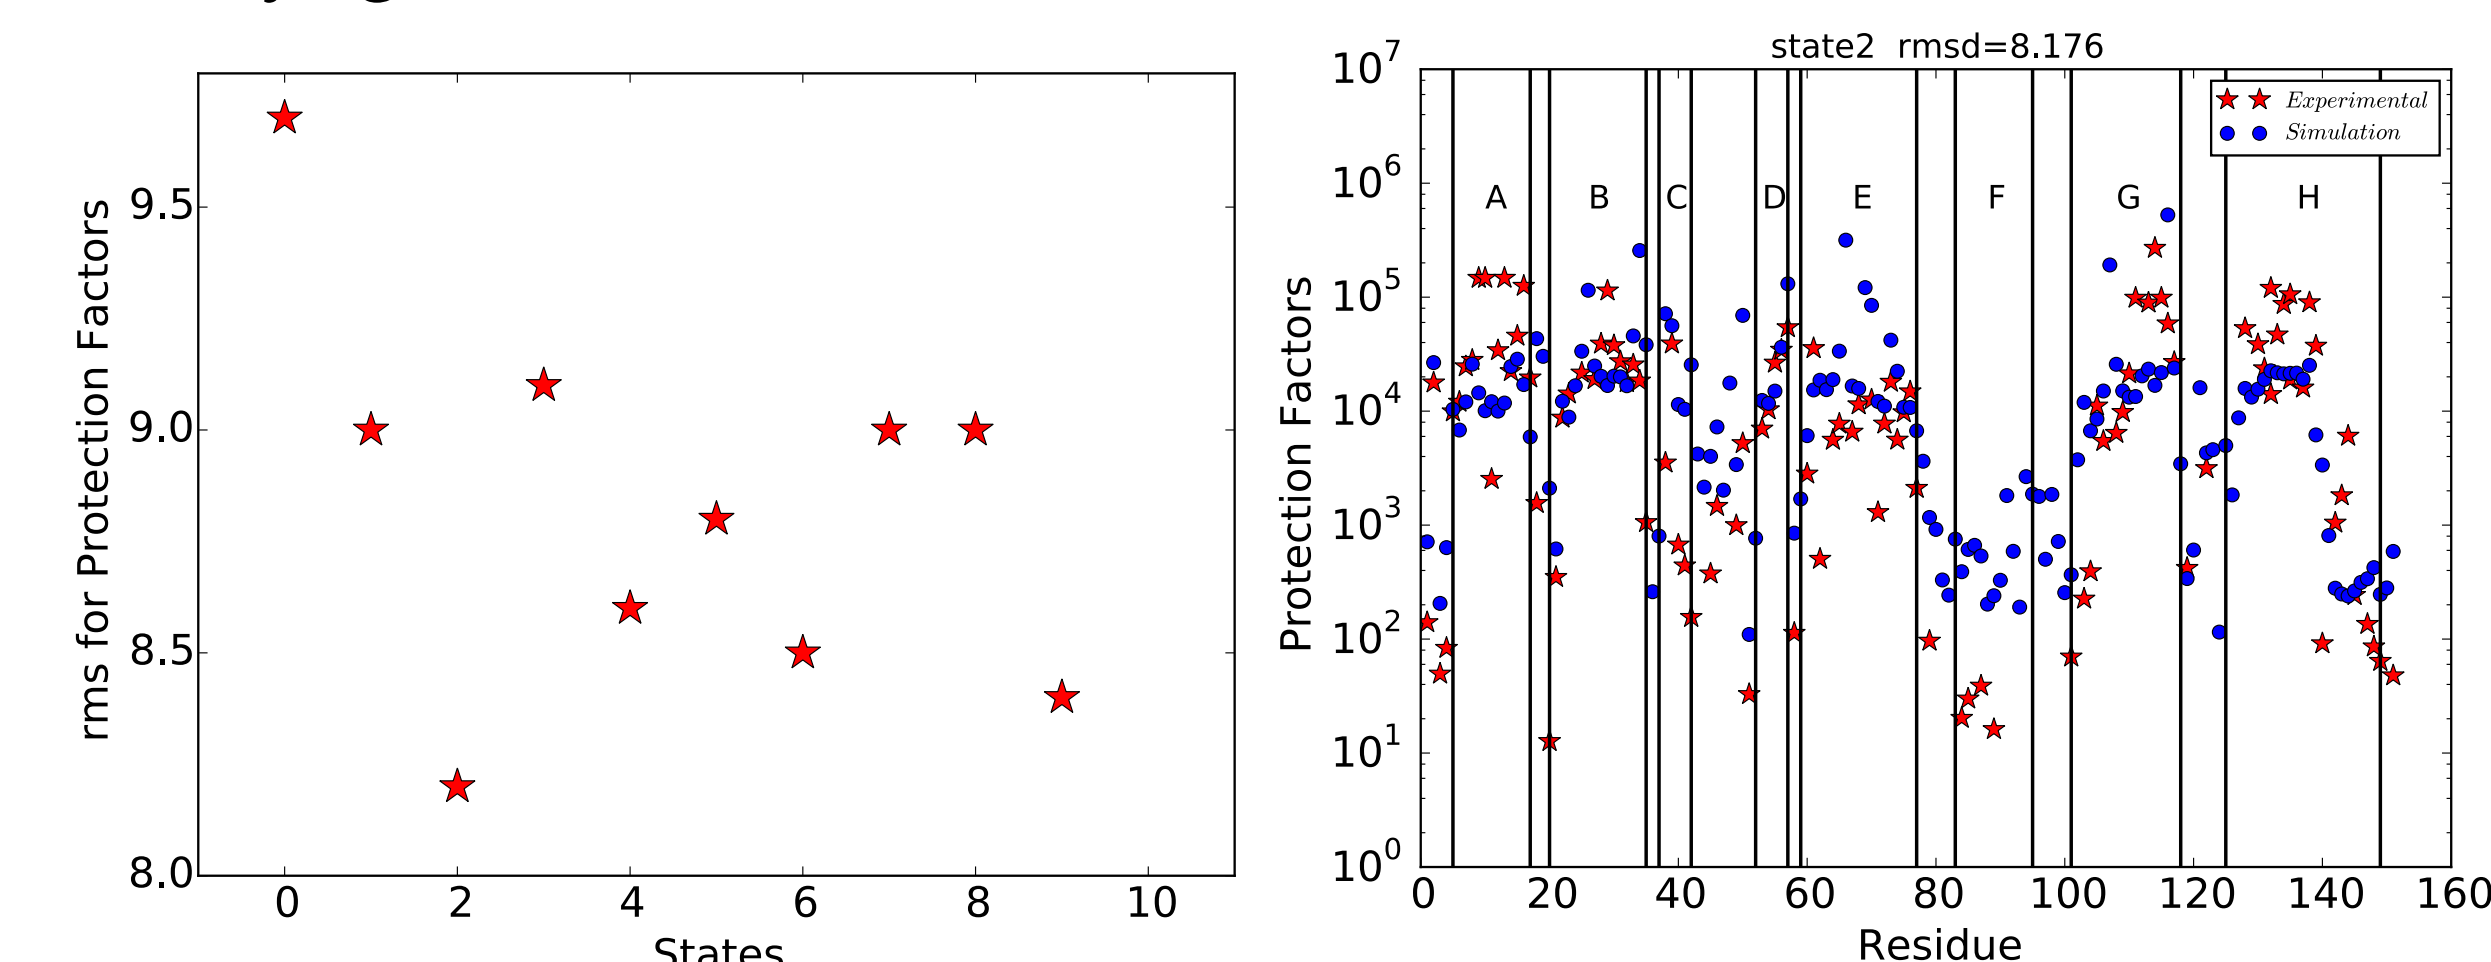 rms for Protection Factors
9.5
9.0
8.5
8.0
0 2 4 6 8 10
States
state2 rmsd=8.176
Protection Factors
10^7
10^6
10^5
10^4
10^3
10^2
10^1
10^0
Experimental
Simulation
A B C D E F G H
0 20 40 60 80 100 120 140 160
Residue